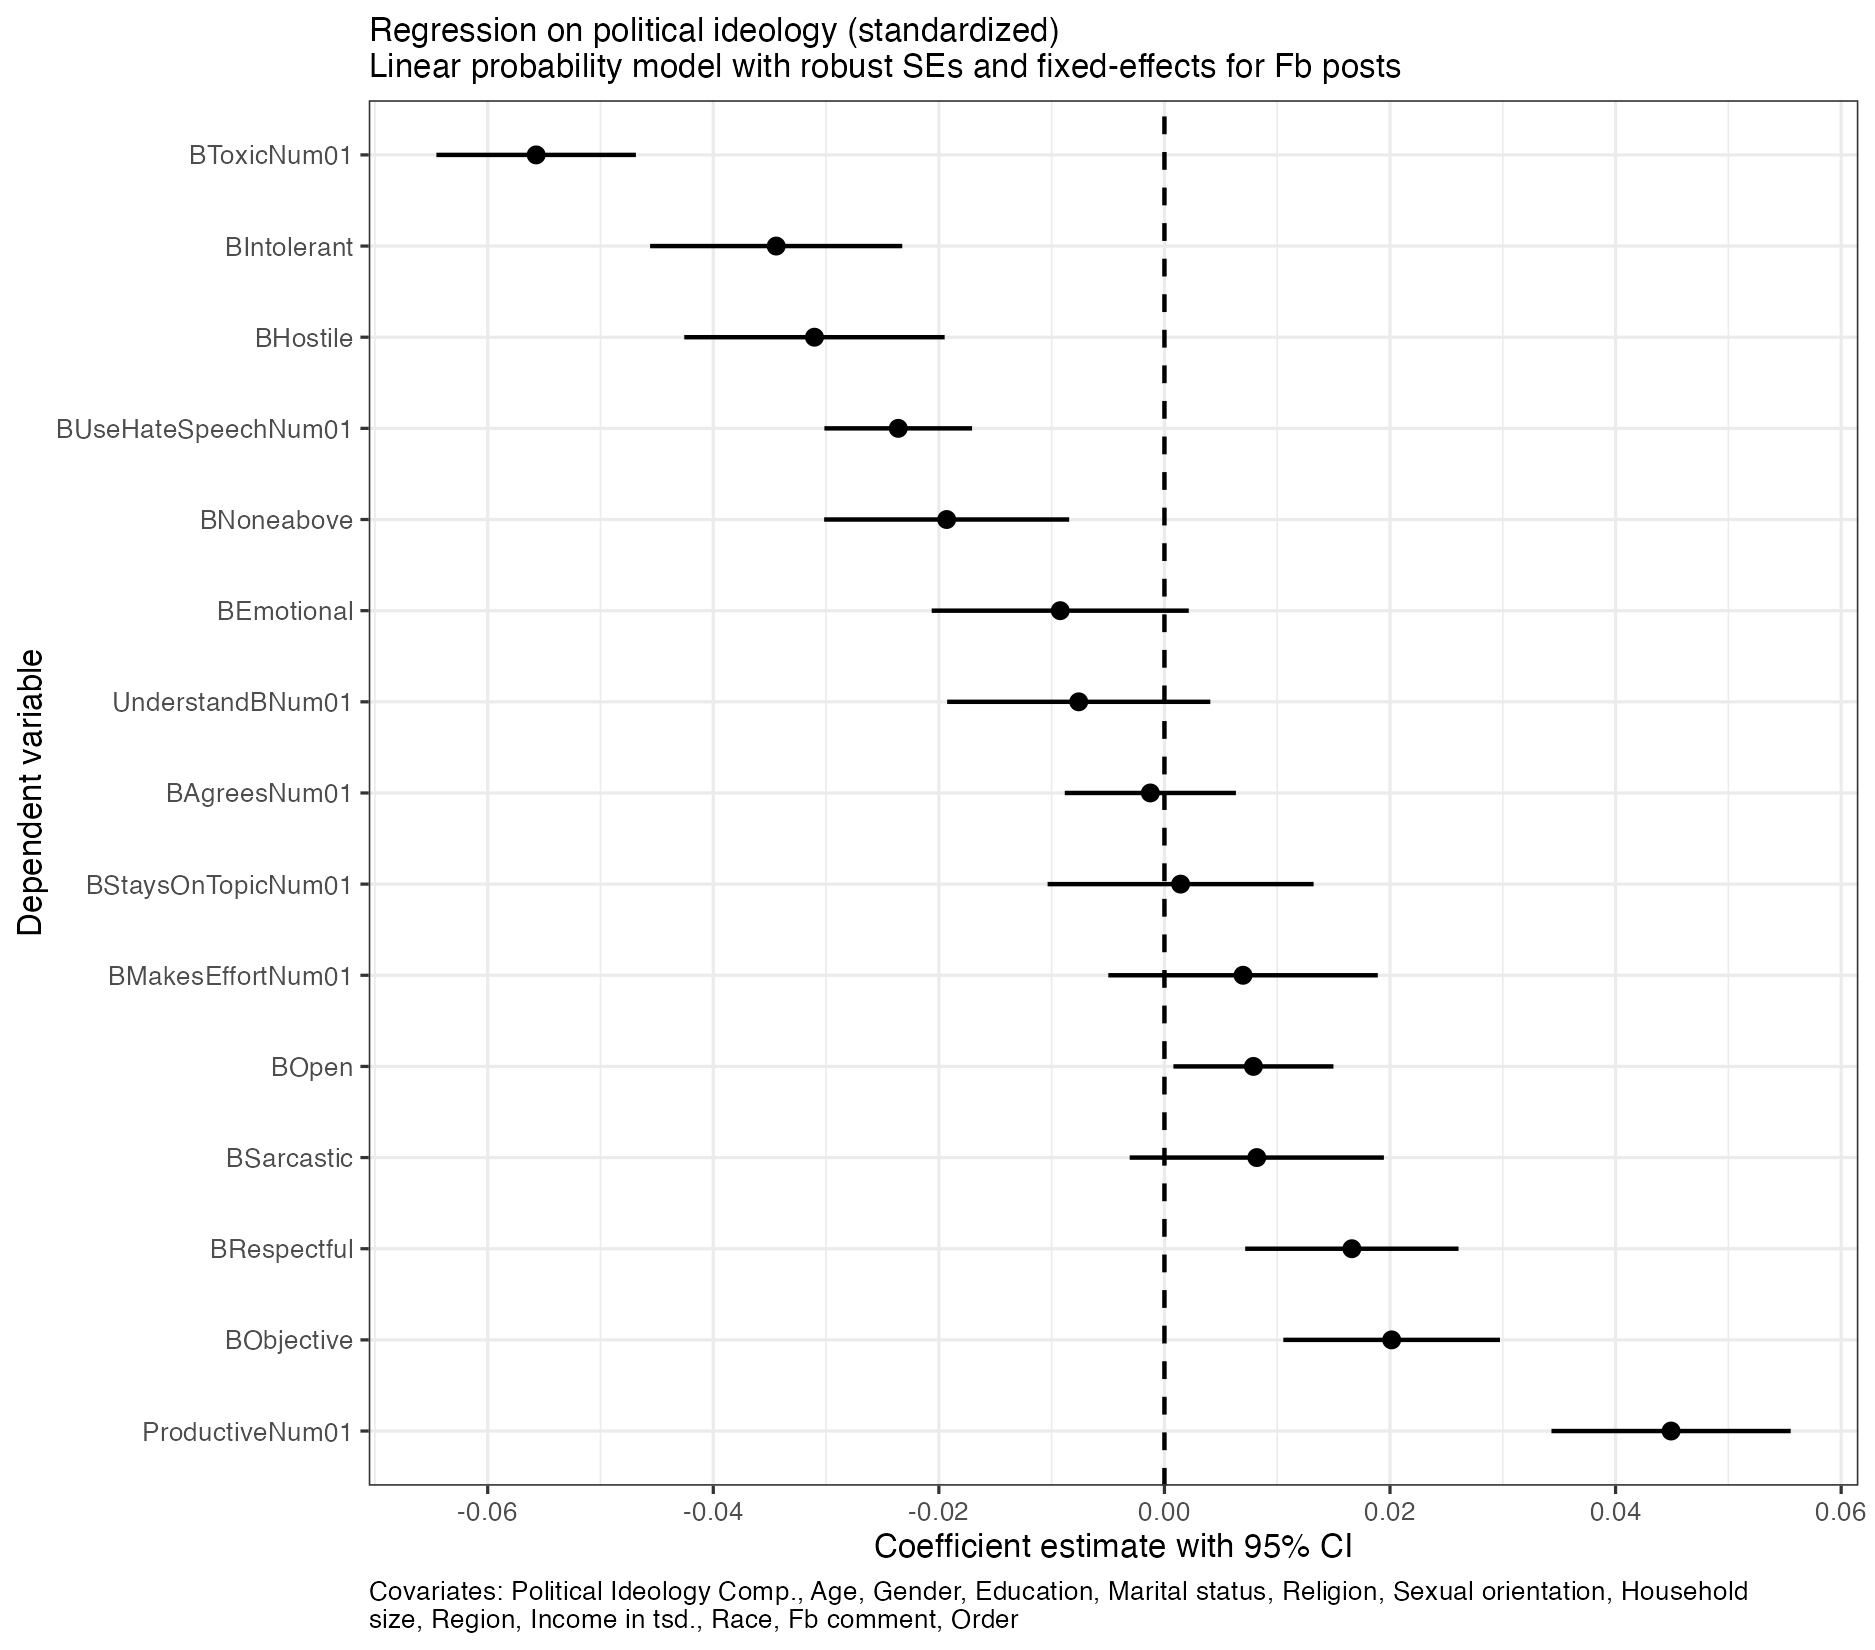 Regression on political ideology (standardized)
Linear probability model with robust SEs and fixed-effects for Fb posts
BToxicNum01
BIntolerant
BHostile
BUseHateSpeechNum01
BNoneabove
BEmotional
UnderstandBNum01
BAgreesNum01
BStaysOnTopicNum01
BMakesEffortNum01
BOpen
BSarcastic
BRespectful
BObjective
ProductiveNum01
Dependent variable
-0.06 -0.04 -0.02 0.00 0.02 0.04 0.06
Coefficient estimate with 95% CI
Covariates: Political Ideology Comp., Age, Gender, Education, Marital status, Religion, Sexual orientation, Household
size, Region, Income in tsd., Race, Fb comment, Order